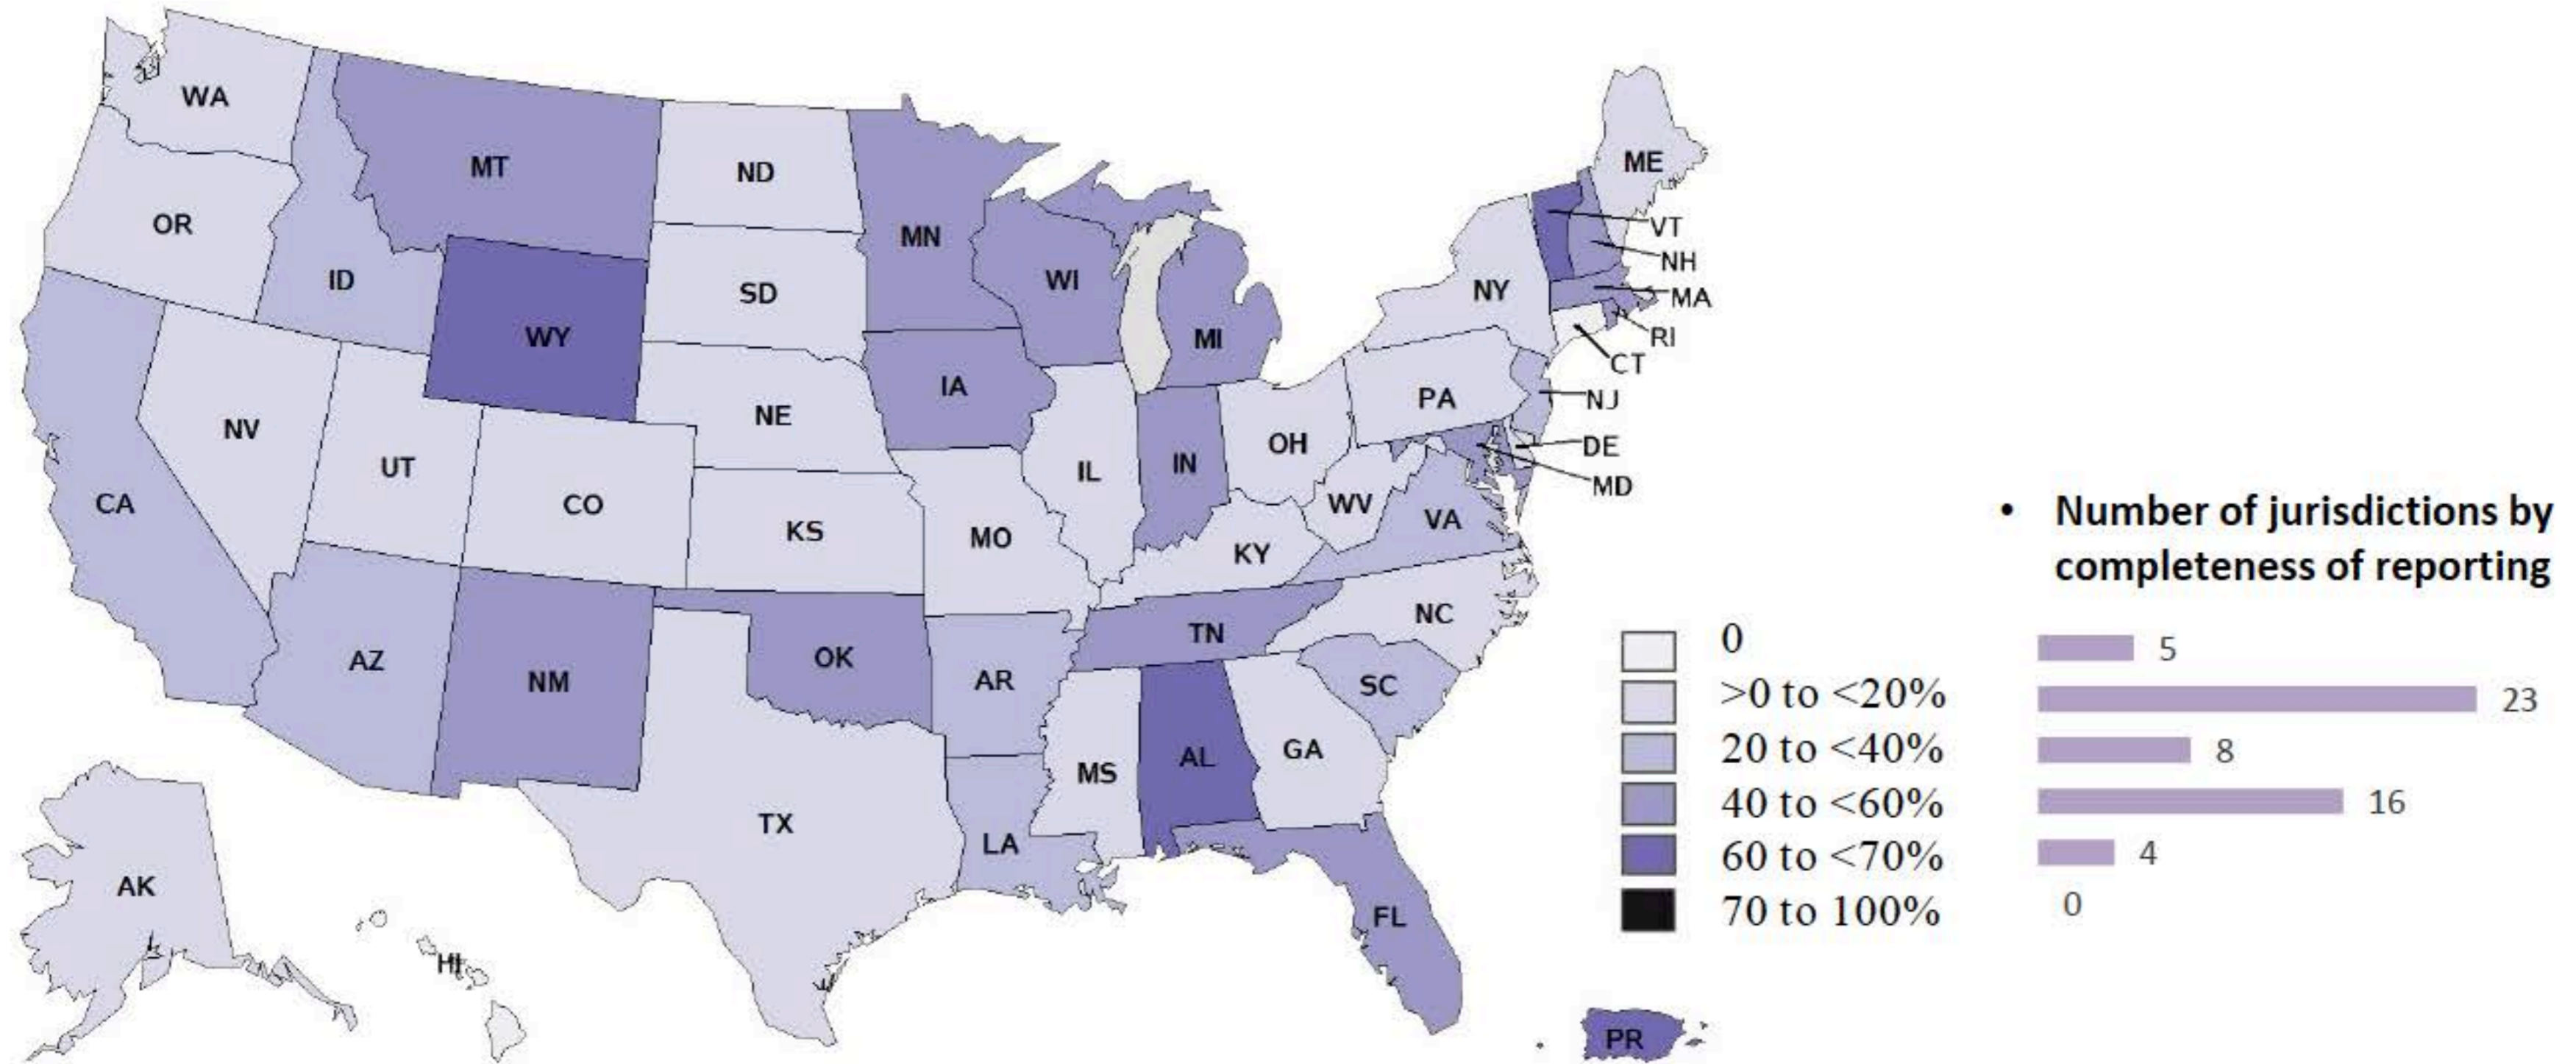 WA
MT
ND
MN
ME
OR
ID
SD
WI
MI
NY
VT
NH
MA
RI
CT
WY
IA
NE
PA
NJ
NV
UT
CO
IL
IN
OH
DE
MD
CA
KS
MO
WV
VA
KY
NC
TN
AZ
NM
OK
AR
SC
MS
AL
GA
TX
LA
AK
HI
FL
PR
• Number of jurisdictions by
completeness of reporting
0 5
>0 to <20% 23
20 to <40% 8
40 to <60% 16
60 to <70% 4
70 to 100% 0